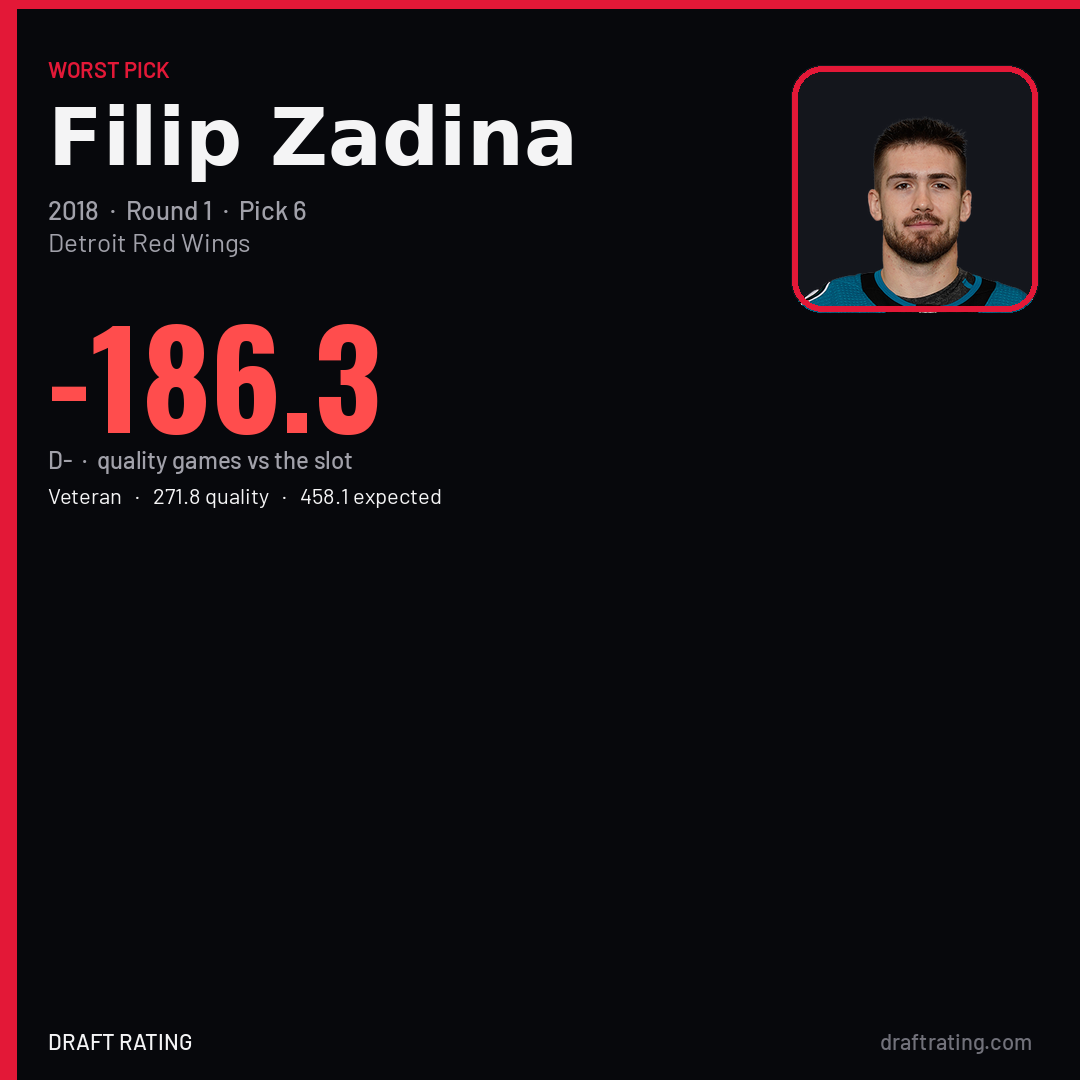 WORST PICK
Filip Zadina
2018 · Round 1 · Pick 6
Detroit Red Wings
-186.3
D- · quality games vs the slot
Veteran · 271.8 quality · 458.1 expected
DRAFT RATING
draftrating.com